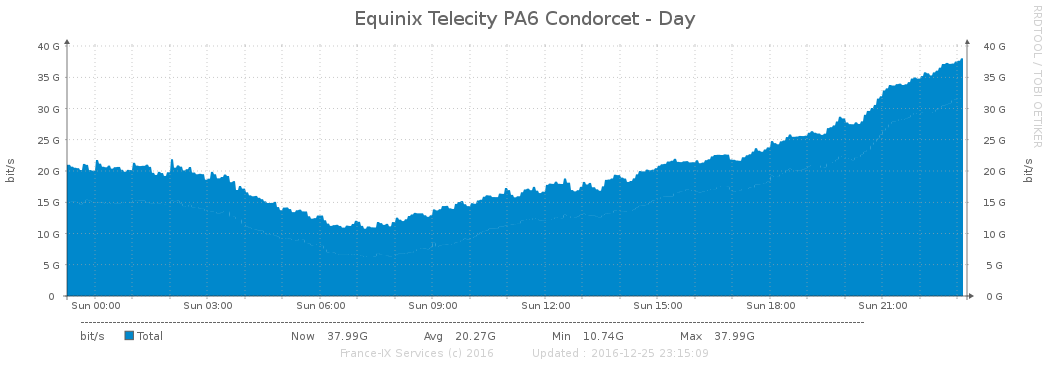 Equinix Telecity PA6 Condorcet - Day
RRDTOOL / TOBI OETIKER
bit/s
40 G 40 G
35 G 35 G
30 G 30 G
25 G 25 G
20 G 20 G
15 G 15 G
10 G 10 G
5 G 5 G
0 0 G
bit/s
Sun 00:00 Sun 03:00 Sun 06:00 Sun 09:00 Sun 12:00 Sun 15:00 Sun 18:00 Sun 21:00
bit/s Total Now 37.99G Avg 20.27G Min 10.74G Max 37.99G
France-IX Services (c) 2016 Updated : 2016-12-25 23:15:09